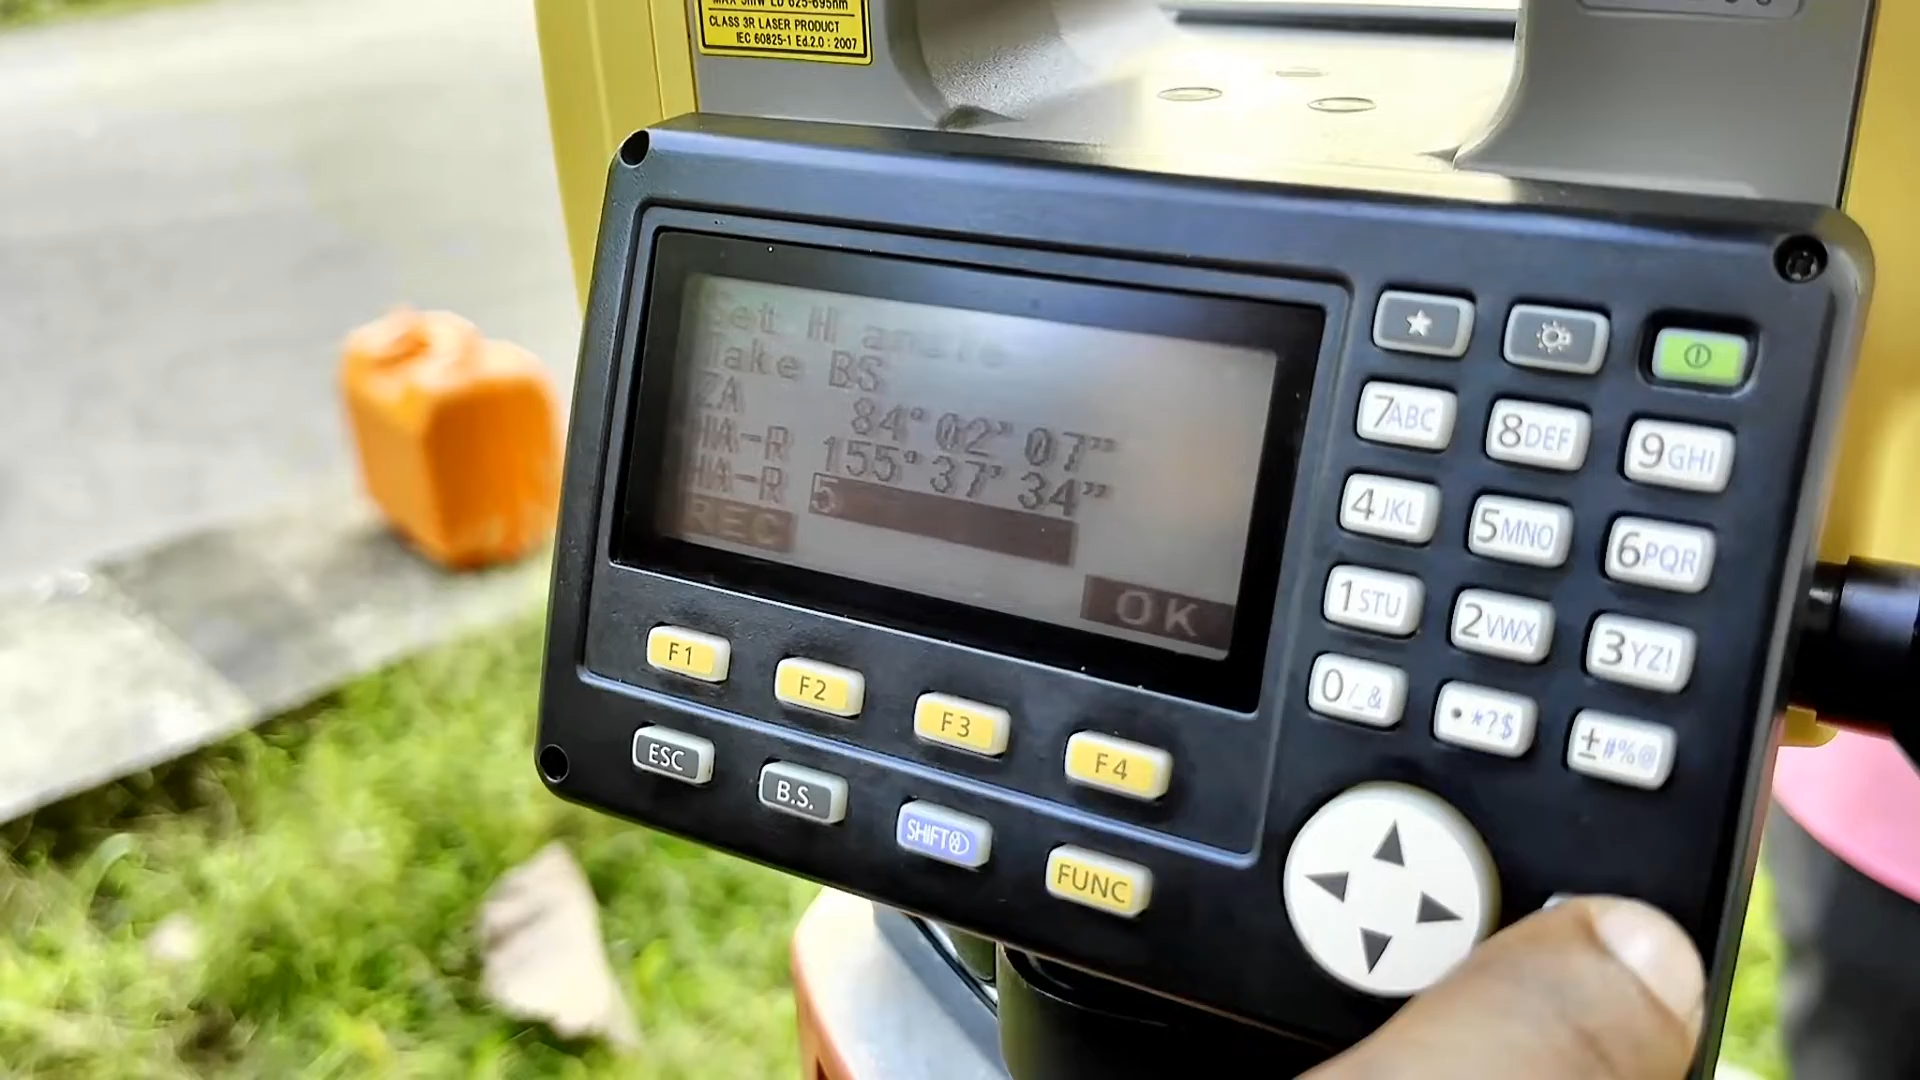 CLASS 3R LASER PRODUCT
IEC 60825-1 Ed.2.0 : 2007
Set H angle
Take BS
ZA 84° 02' 07"
HA-R 155° 37' 34"
HA-R 5
REC OK
7ABC 8DEF 9GHI
4JKL 5MNO 6PQR
1STU 2VWX 3YZ!
0/_& •*?$ ±#%@
F1 F2 F3 F4
ESC B.S. SHIFT FUNC